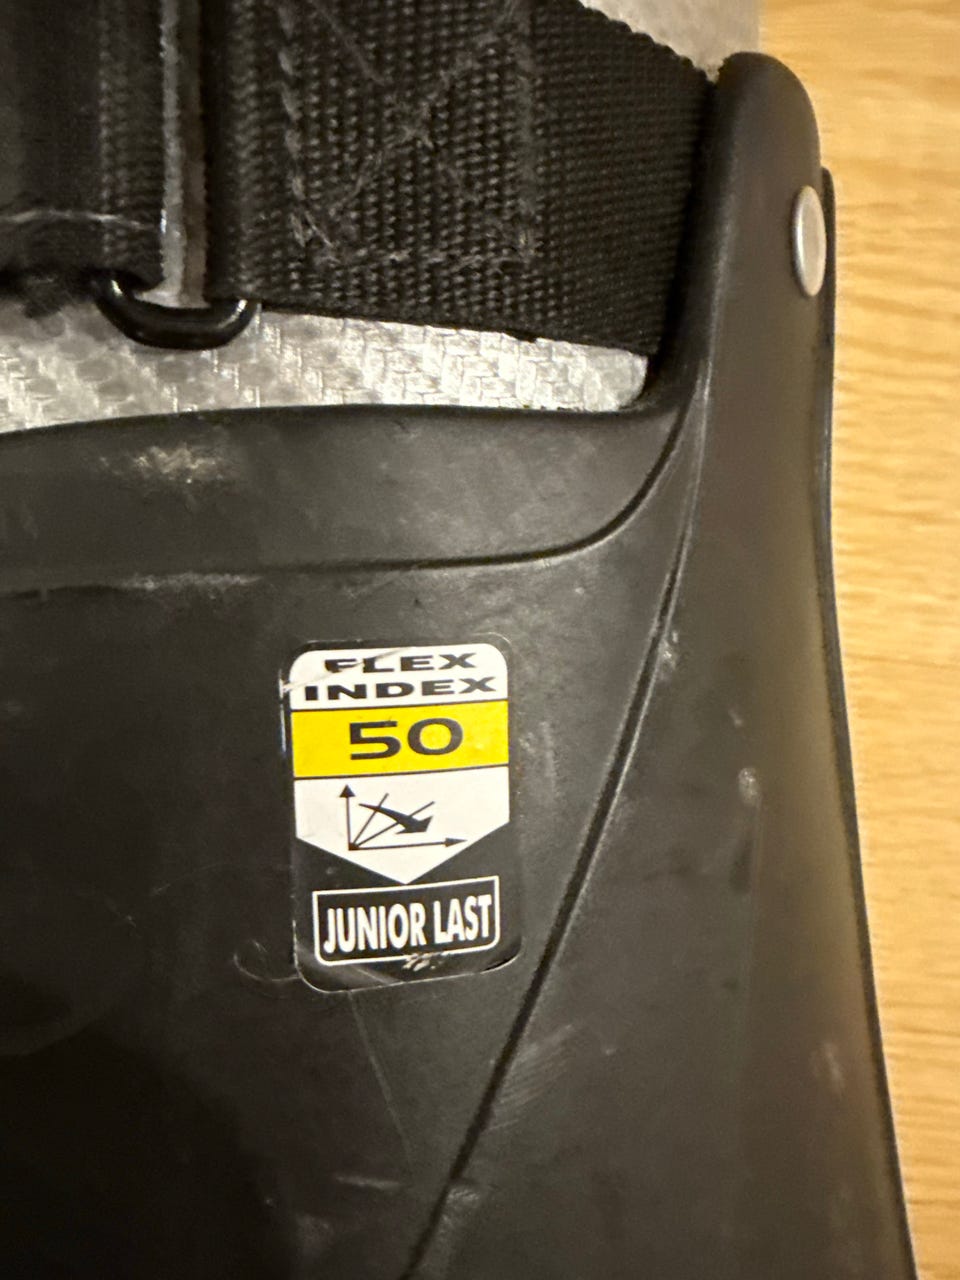 FLEX
INDEX
50
JUNIOR LAST